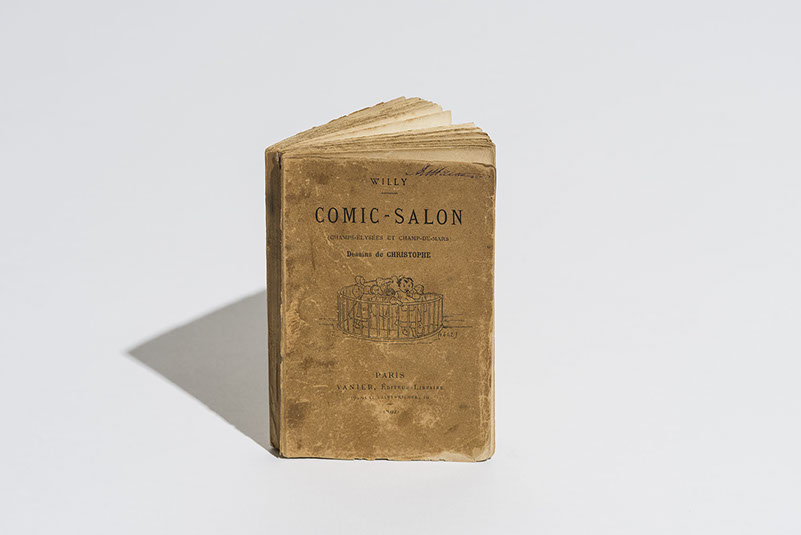 WILLY
COMIC-SALON
(CHAMPS-ÉLYSÉES ET CHAMP-DE-MARS)
Dessins de CHRISTOPHE
PARIS
VANIER, Éditeur-Libraire